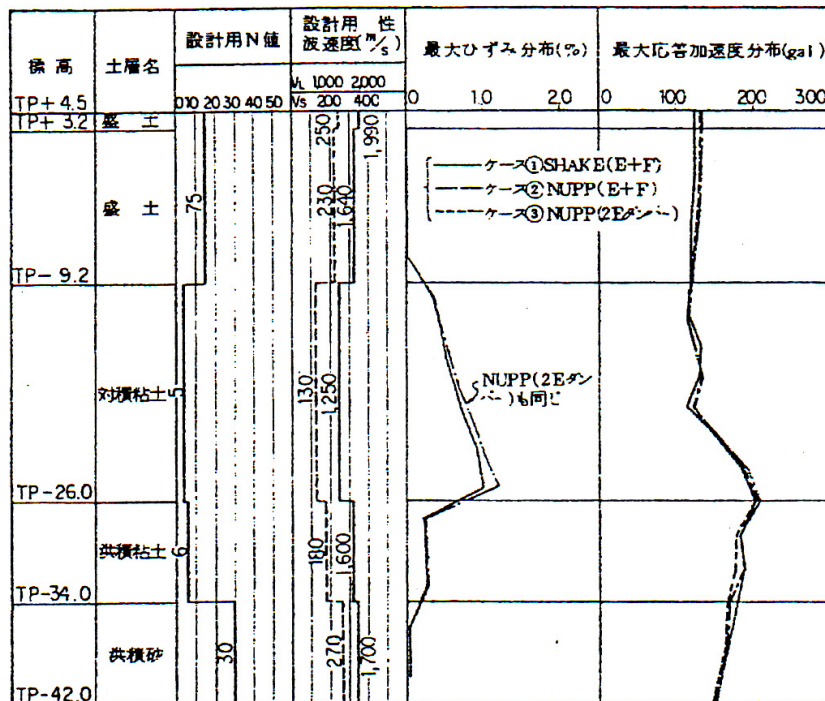 標高
土層名
設計用N値
設計用 性
波速度(m/s)
最大ひずみ分布(%)
最大応答加速度分布(gal)
VL 1,000 2,000
Vs 200 400
0 10 20 30 40 50
0 1.0 2.0
0 100 200 300
TP+ 4.5
TP+ 3.2 盛土
250
1,990
ケース①SHAKE(E+F)
ケース②NUPP(E+F)
ケース③NUPP(2Eダンパー)
盛 土
75
230
1,640
TP- 9.2
対積粘土
5
130
1,250
NUPP(2Eダン
パー)も同じ
TP-26.0
洪積粘土
6
180
1,600
TP-34.0
洪積砂
30
270
1,700
TP-42.0